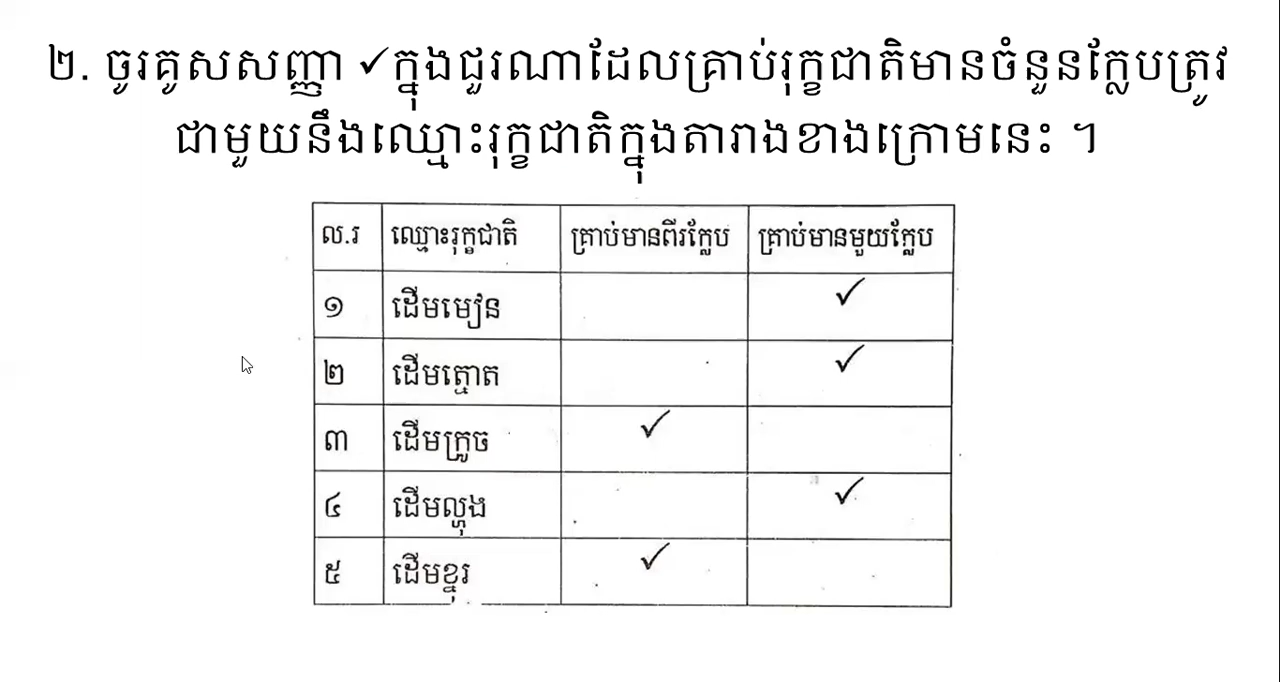 ២. ចូរគូសសញ្ញា ✓ក្នុងជួរណាដែលគ្រាប់រុក្ខជាតិមានចំនួនក្លែបត្រូវ
ជាមួយនឹងឈ្មោះរុក្ខជាតិក្នុងតារាងខាងក្រោមនេះ ។
ល.រ ឈ្មោះរុក្ខជាតិ គ្រាប់មានពីរក្លែប គ្រាប់មានមួយក្លែប
១ ដើមមៀន ✓
២ ដើមត្នោត ✓
៣ ដើមក្រូច ✓
៤ ដើមល្ហុង ✓
៥ ដើមខ្នុរ ✓